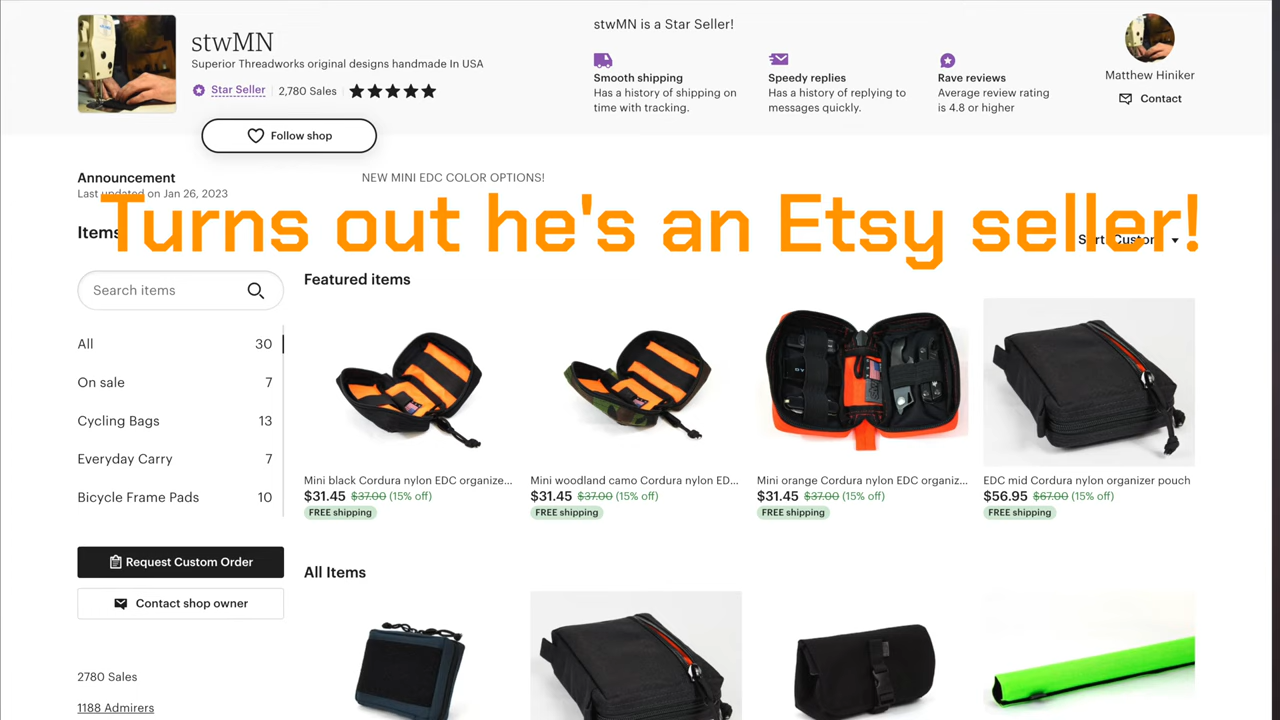 stwMN
Superior Threadworks original designs handmade In USA
Star Seller
2,780 Sales
Follow shop
stwMN is a Star Seller!
Smooth shipping
Has a history of shipping on
time with tracking.
Speedy replies
Has a history of replying to
messages quickly.
Rave reviews
Average review rating
is 4.8 or higher
Matthew Hiniker
Contact
Announcement
Last updated on Jan 26, 2023
NEW MINI EDC COLOR OPTIONS!
Turns out he's an Etsy seller!
Items
Sort: Custom
Search items
All 30
On sale 7
Cycling Bags 13
Everyday Carry 7
Bicycle Frame Pads 10
Request Custom Order
Contact shop owner
2780 Sales
1188 Admirers
Featured items
Mini black Cordura nylon EDC organize...
$31.45 $37.00 (15% off)
FREE shipping
Mini woodland camo Cordura nylon ED...
$31.45 $37.00 (15% off)
FREE shipping
Mini orange Cordura nylon EDC organiz...
$31.45 $37.00 (15% off)
FREE shipping
EDC mid Cordura nylon organizer pouch
$56.95 $67.00 (15% off)
FREE shipping
All Items